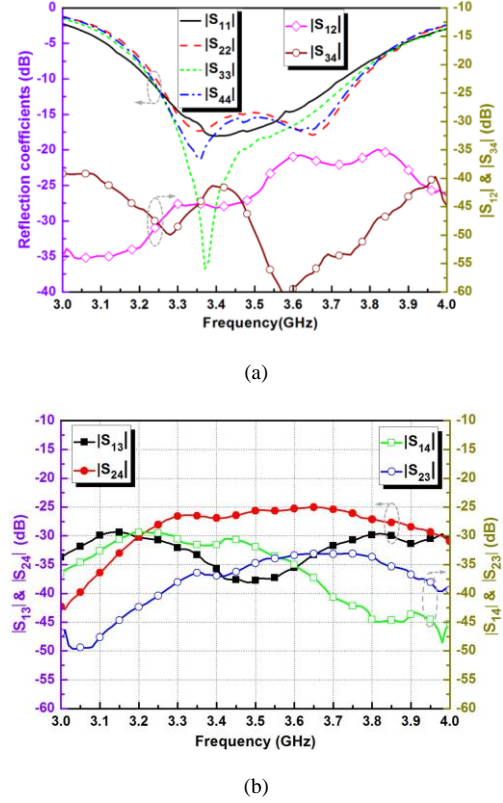 0
-5
-10
-15
-20
-25
-30
-35
-40
Reflection coefficients (dB)
|S11|
|S22|
|S33|
|S44|
|S12|
|S34|
-10
-20
-30
-40
-50
-60
|S12| & |S34| (dB)
3.0 3.1 3.2 3.3 3.4 3.5 3.6 3.7 3.8 3.9 4.0
Frequency(GHz)
(a)
-10
-15
-20
-25
-30
-35
-40
-45
-50
-55
-60
|S13| & |S24| (dB)
|S13|
|S24|
|S14|
|S23|
-10
-15
-20
-25
-30
-35
-40
-45
-50
-55
-60
|S14| & |S23| (dB)
3.0 3.1 3.2 3.3 3.4 3.5 3.6 3.7 3.8 3.9 4.0
Frequency (GHz)
(b)